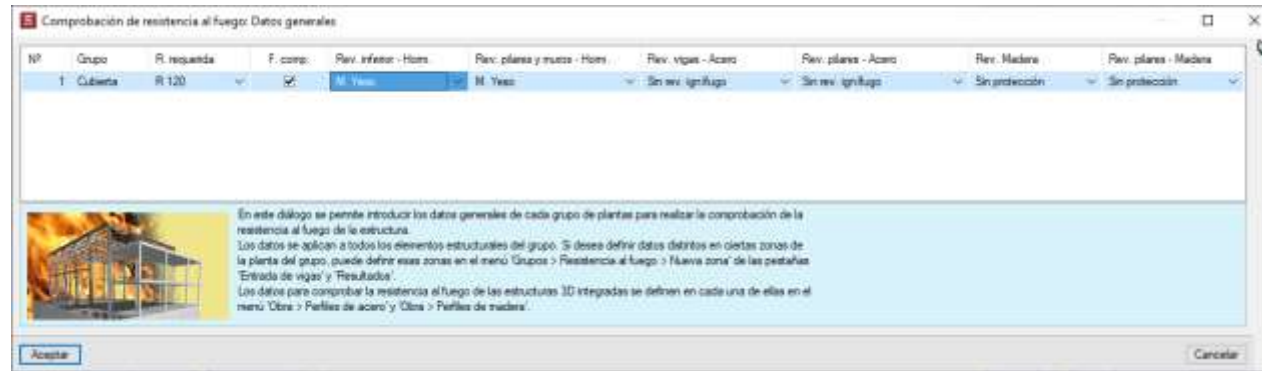 Comprobación de resistencia al fuego: Datos generales
Nº Grupo R. requerida F. comp. Rev. inferior - Horm. Rev. pilares y muros - Horm. Rev. vigas - Acero Rev. pilares - Acero Rev. Madera Rev. pilares - Madera
1 Cubierta R 120 M. Yeso M. Yeso Sin rev. ignífugo Sin rev. ignífugo Sin protección Sin protección
En este diálogo se permite introducir los datos generales de cada grupo de plantas para realizar la comprobación de la
resistencia al fuego de la estructura.
Los datos se aplican a todos los elementos estructurales del grupo. Si desea definir datos distintos en ciertas zonas de
la planta del grupo, puede definir esas zonas en el menú 'Grupos > Resistencia al fuego > Nueva zona' de las pestañas
'Entrada de vigas' y 'Resultados'.
Los datos para comprobar la resistencia al fuego de las estructuras 3D integradas se definen en cada una de ellas en el
menú 'Obra > Perfiles de acero' y 'Obra > Perfiles de madera'.
Aceptar Cancelar